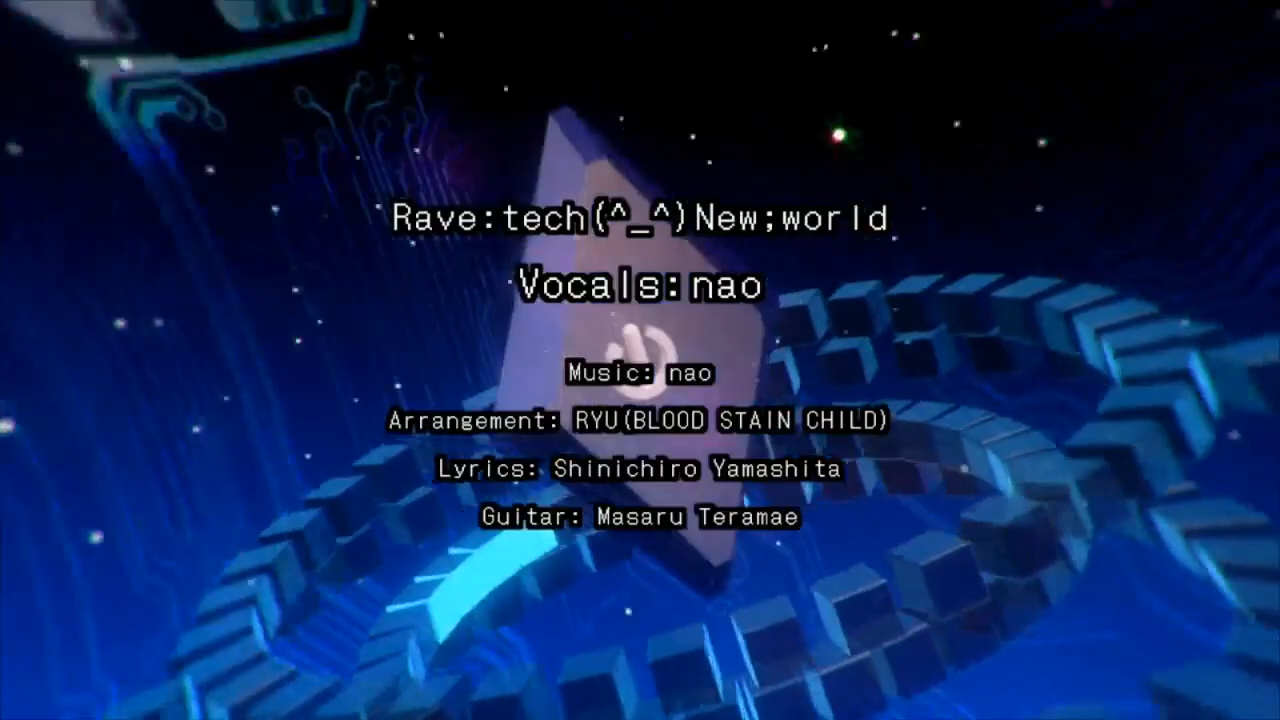 Rave:tech(^_^)New;world
Vocals:nao
Music: nao
Arrangement: RYU(BLOOD STAIN CHILD)
Lyrics: Shinichiro Yamashita
Guitar: Masaru Teramae